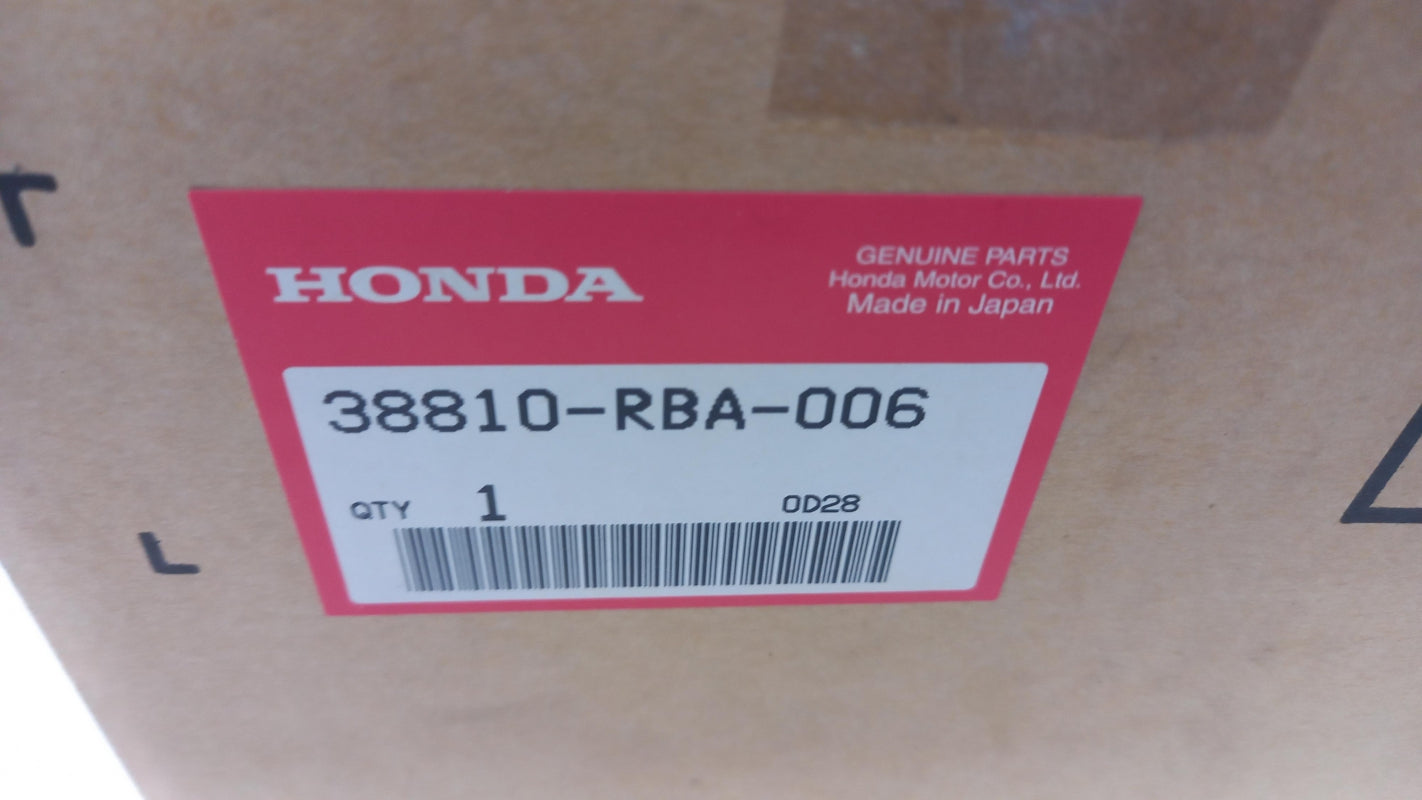 HONDA
GENUINE PARTS
Honda Motor Co., Ltd.
Made in Japan
38810-RBA-006
QTY 1 0D28
T
L